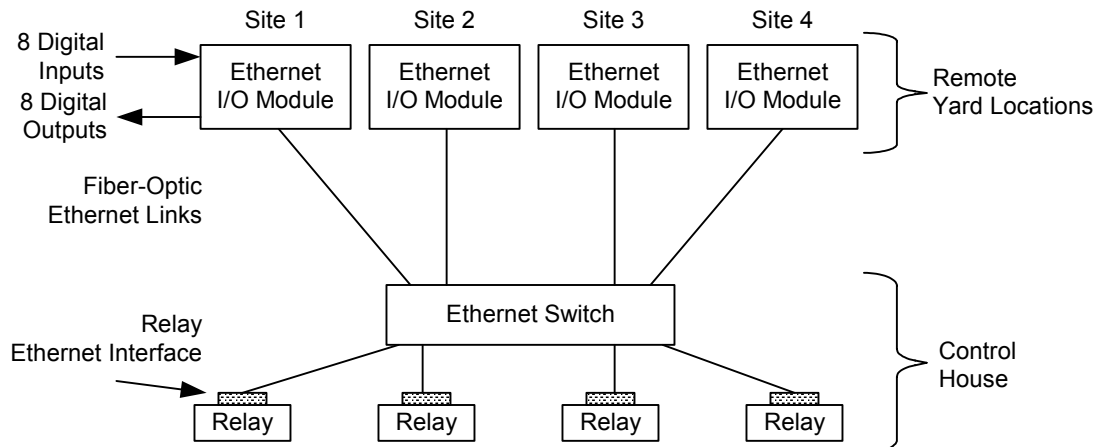 Site 1
Site 2
Site 3
Site 4
8 Digital
Inputs
8 Digital
Outputs
Ethernet
I/O Module
Ethernet
I/O Module
Ethernet
I/O Module
Ethernet
I/O Module
Remote
Yard Locations
Fiber-Optic
Ethernet Links
Ethernet Switch
Relay
Ethernet Interface
Control
House
Relay
Relay
Relay
Relay